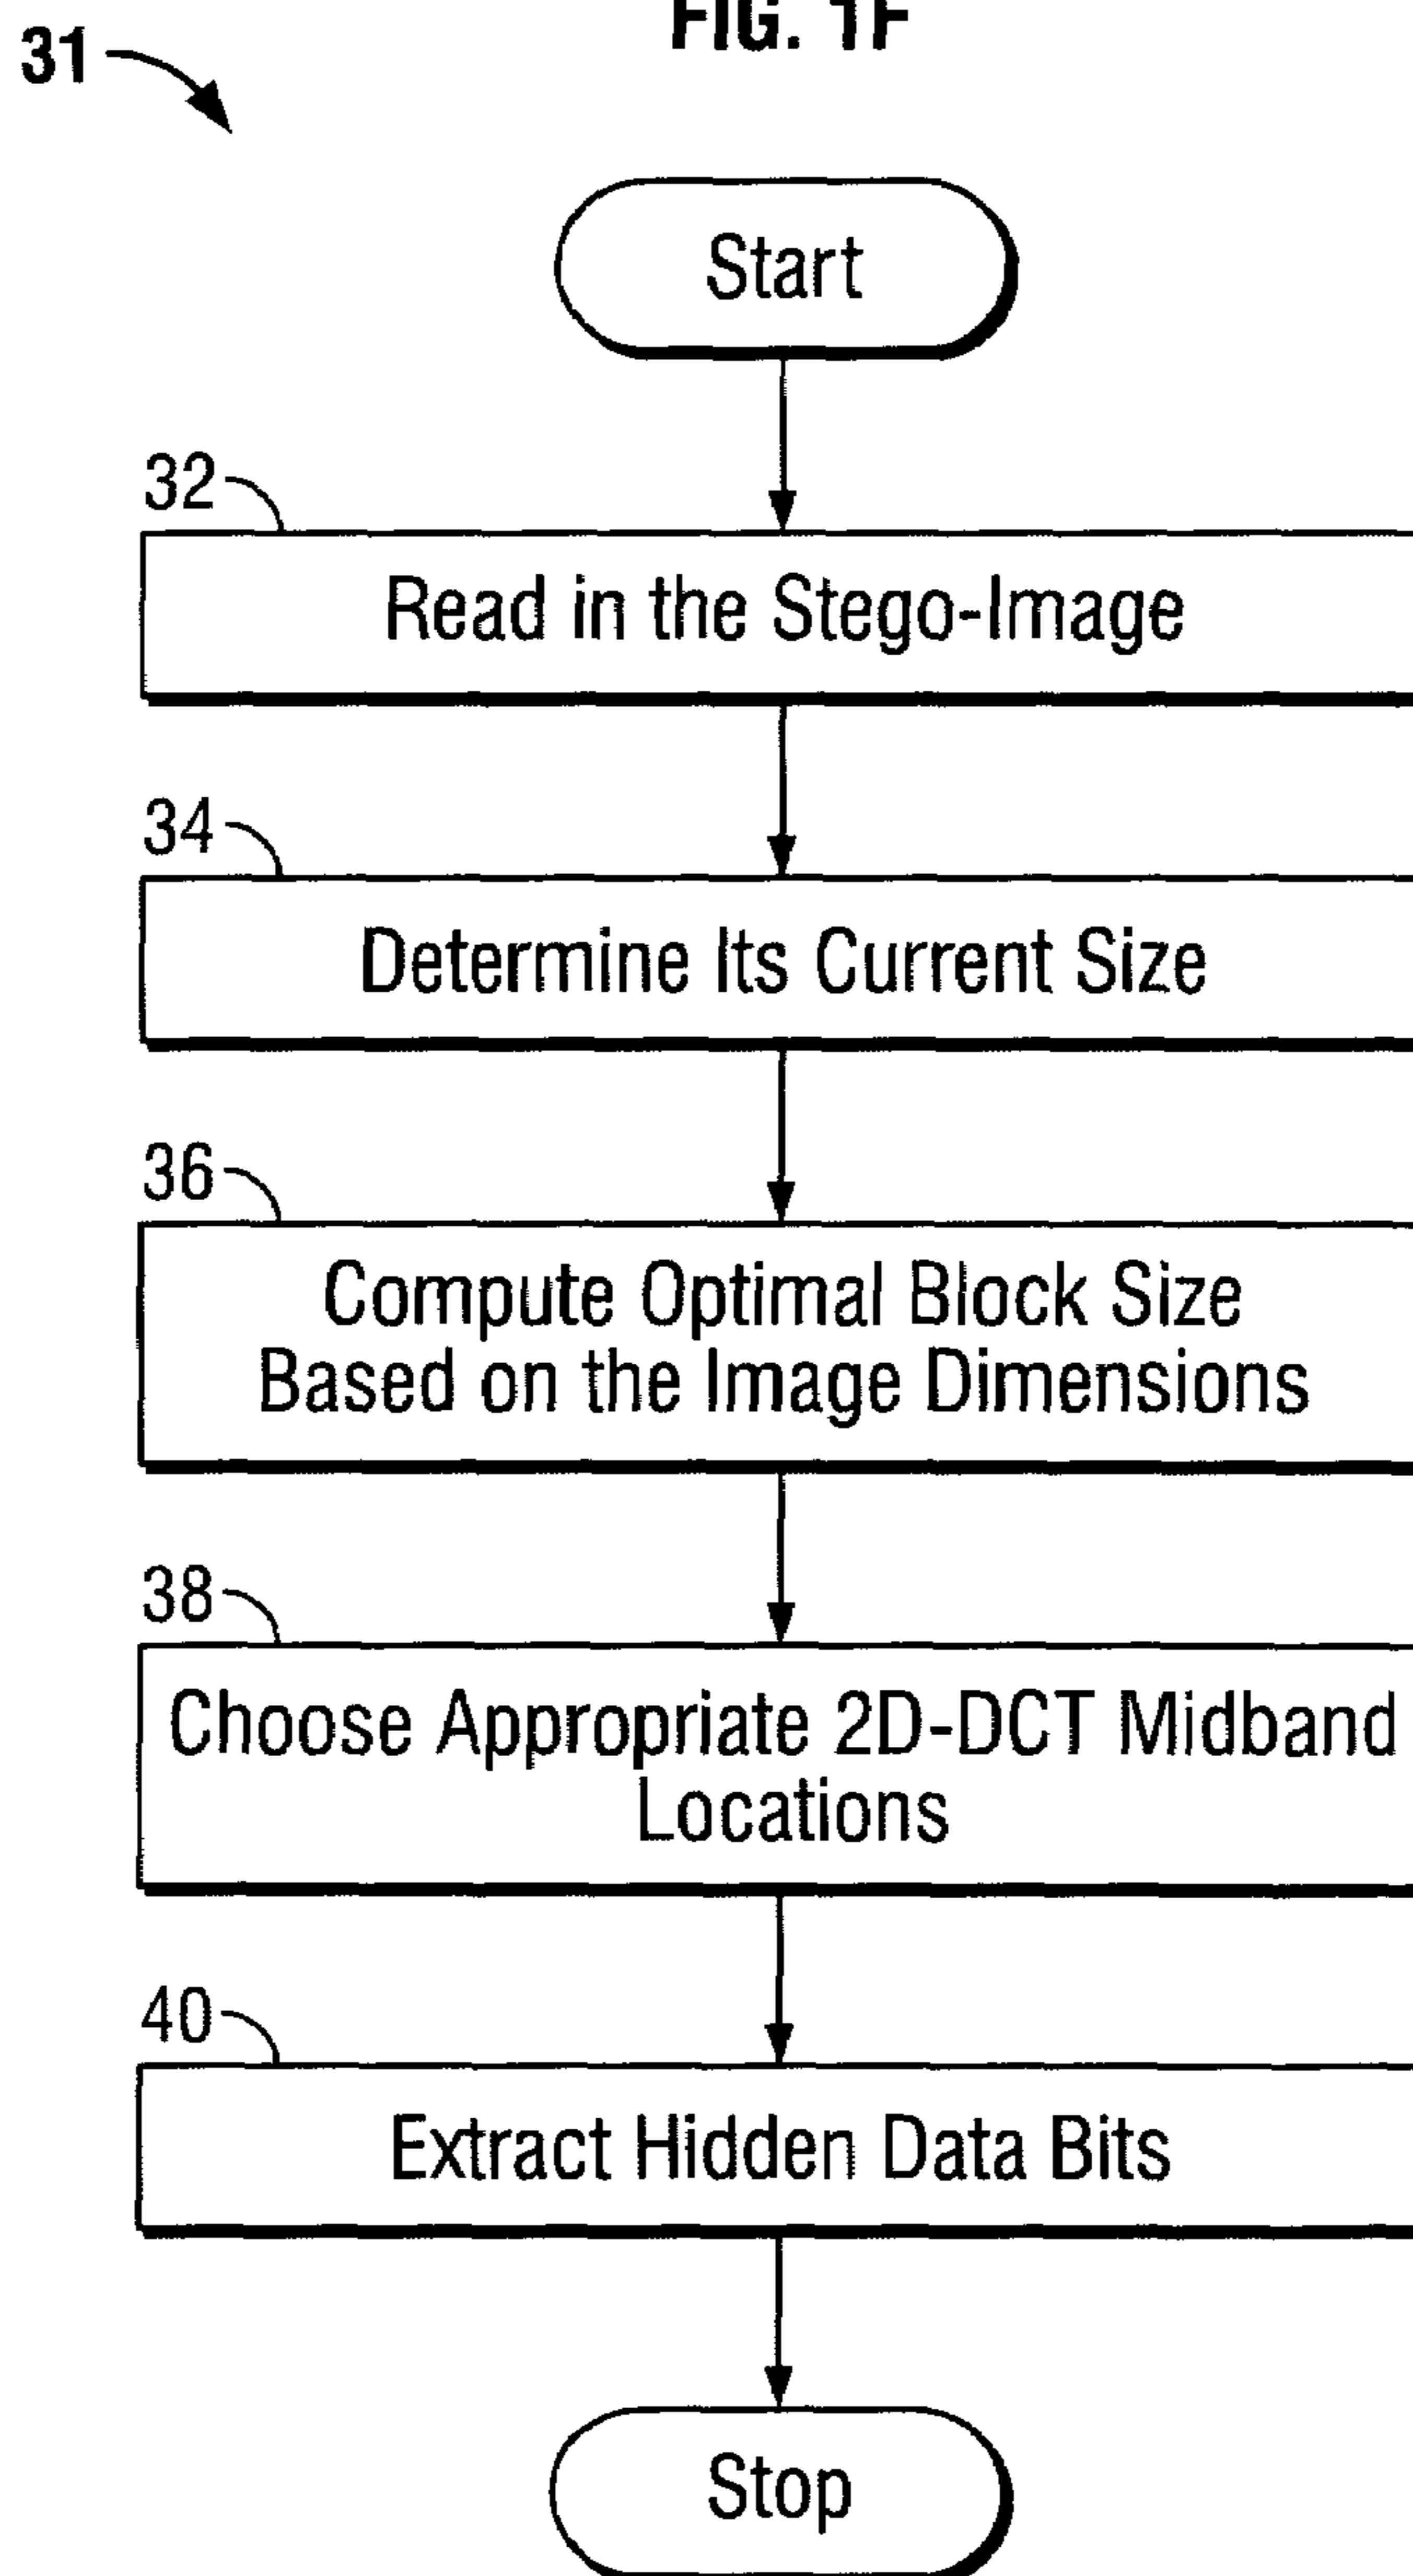 FIG. 1F
31
Start
32
Read in the Stego-Image
34
Determine Its Current Size
36
Compute Optimal Block Size
Based on the Image Dimensions
38
Choose Appropriate 2D-DCT Midband
Locations
40
Extract Hidden Data Bits
Stop